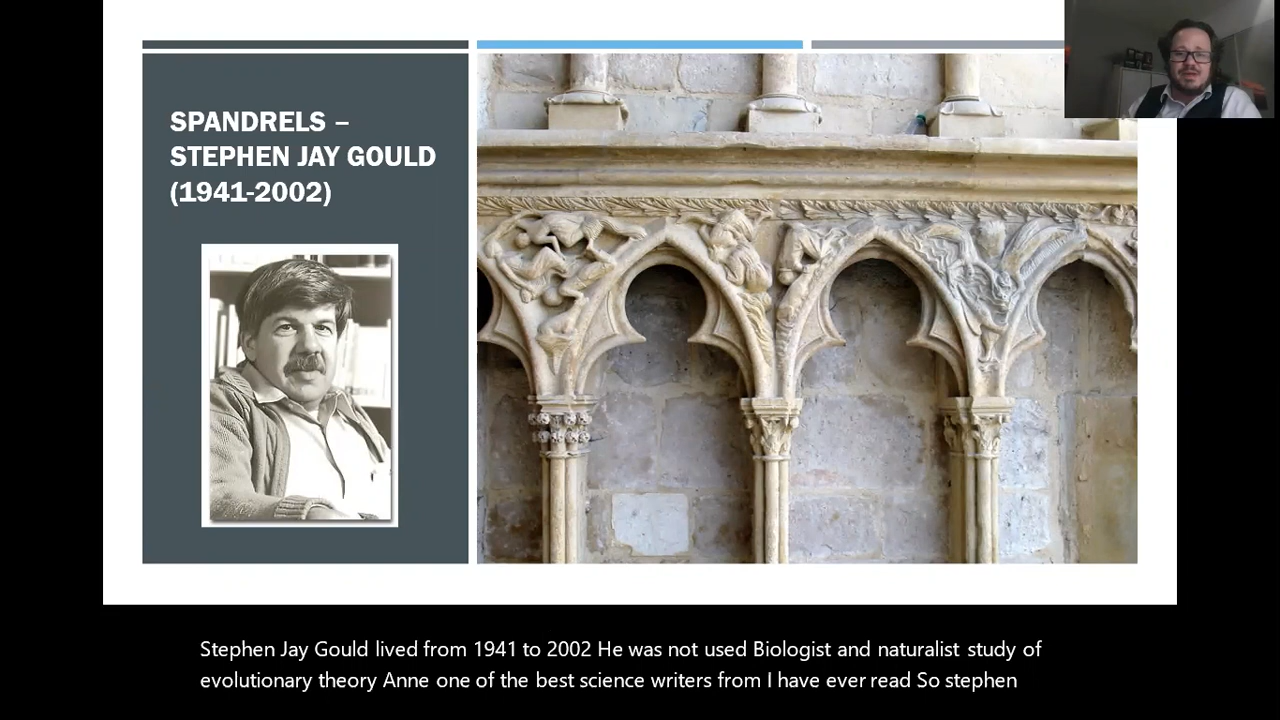 SPANDRELS –
STEPHEN JAY GOULD
(1941-2002)
Stephen Jay Gould lived from 1941 to 2002 He was not used Biologist and naturalist study of
evolutionary theory Anne one of the best science writers from I have ever read So stephen